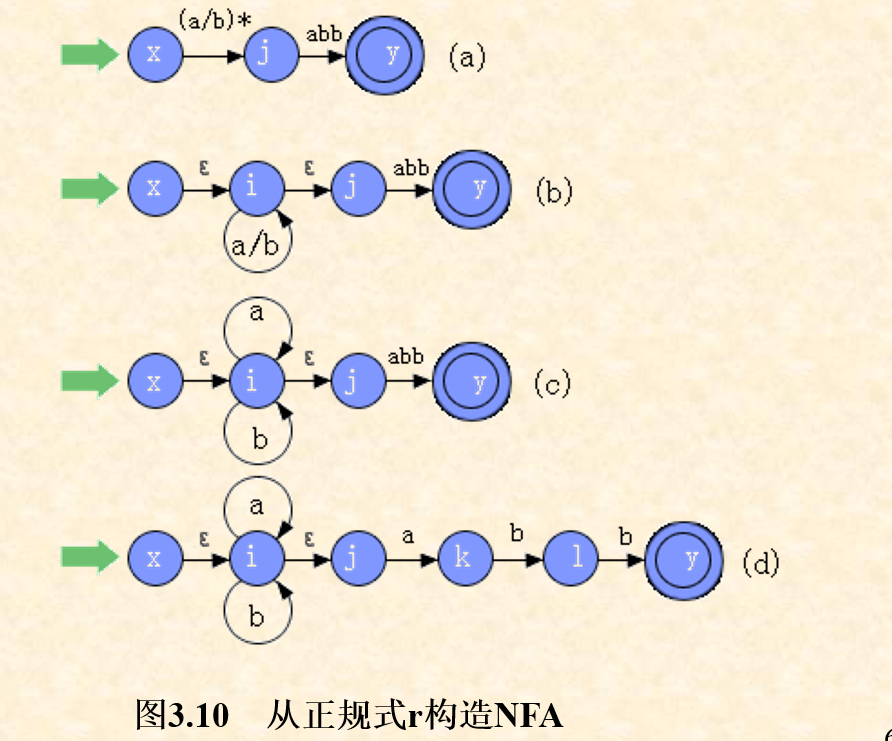 (a/b)* abb
x j y (a)
ε ε abb
x i j y (b)
a/b
a
ε ε abb
x i j y (c)
b
a
ε ε a b b
x i j k l y (d)
b
图3.10 从正规式r构造NFA